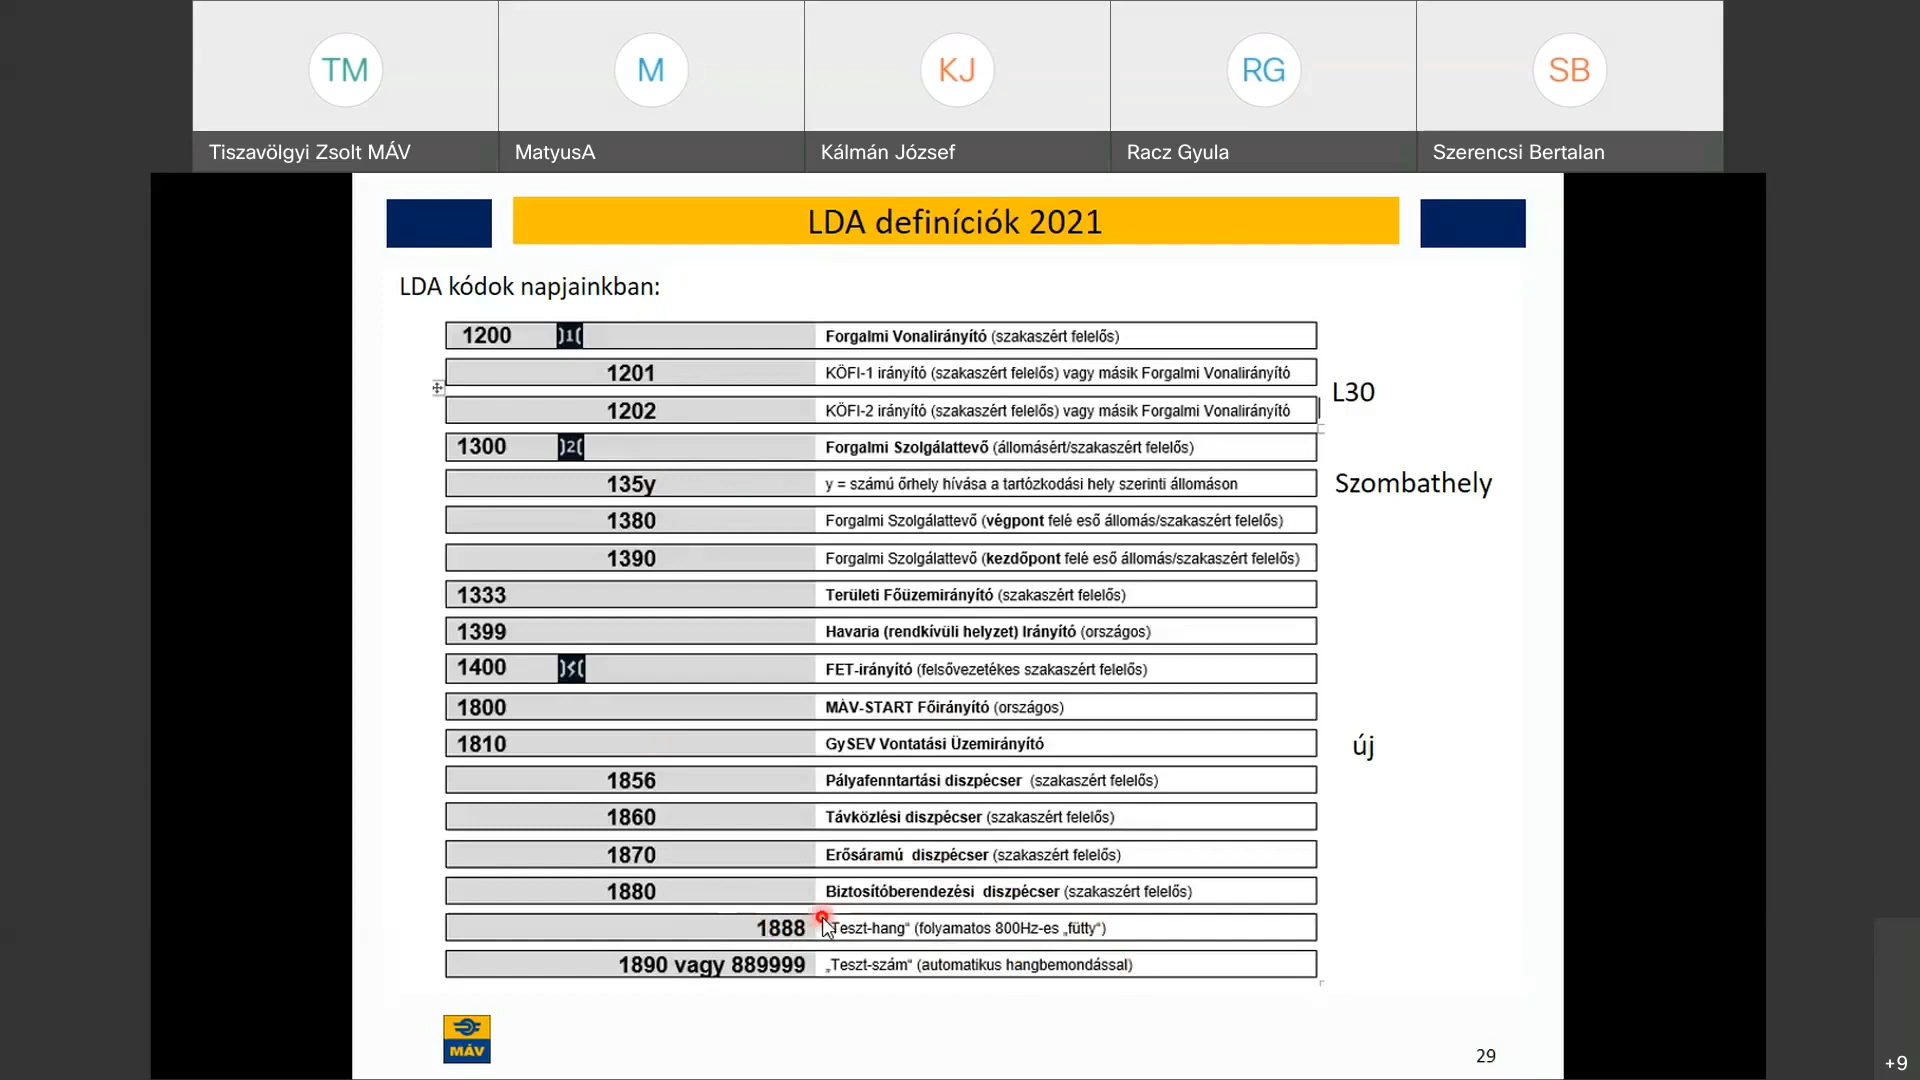 TM
M
KJ
RG
SB
Tiszavölgyi Zsolt MÁV
MatyusA
Kálmán József
Racz Gyula
Szerencsi Bertalan
LDA definíciók 2021
LDA kódok napjainkban:
1200 )1( Forgalmi Vonalirányító (szakaszért felelős)
1201 KÖFI-1 irányító (szakaszért felelős) vagy másik Forgalmi Vonalirányító
L30
1202 KÖFI-2 irányító (szakaszért felelős) vagy másik Forgalmi Vonalirányító
1300 )2( Forgalmi Szolgálattevő (állomásért/szakaszért felelős)
135y y = számú őrhely hívása a tartózkodási hely szerinti állomáson
Szombathely
1380 Forgalmi Szolgálattevő (végpont felé eső állomás/szakaszért felelős)
1390 Forgalmi Szolgálattevő (kezdőpont felé eső állomás/szakaszért felelős)
1333 Területi Főüzemirányító (szakaszért felelős)
1399 Havaria (rendkívüli helyzet) Irányító (országos)
1400 FET-irányító (felsővezetékes szakaszért felelős)
1800 MÁV-START Főirányító (országos)
1810 GySEV Vontatási Üzemirányító
új
1856 Pályafenntartási diszpécser (szakaszért felelős)
1860 Távközlési diszpécser (szakaszért felelős)
1870 Erősáramú diszpécser (szakaszért felelős)
1880 Biztosítóberendezési diszpécser (szakaszért felelős)
1888 „Teszt-hang“ (folyamatos 800Hz-es „fütty“)
1890 vagy 889999 „Teszt-szám“ (automatikus hangbemondással)
MÁV
29
+9